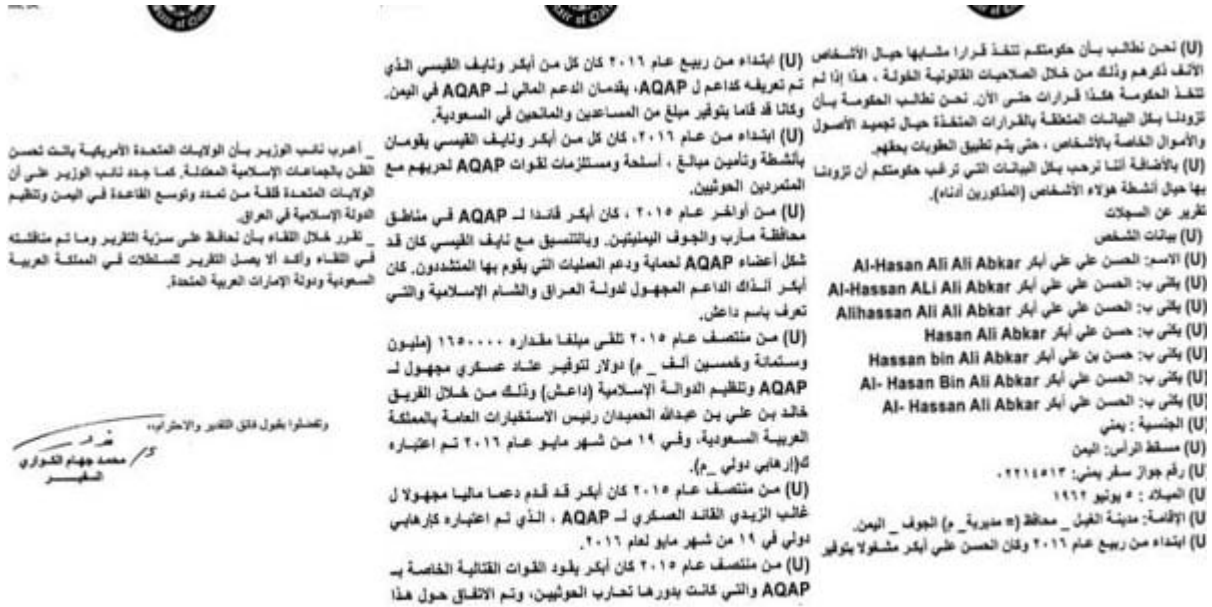 (U) نحن نطالب بأن حكومتكم تتخذ قرارا مشابها حيال الأشخاص
الأنف ذكرهم وذلك من خلال الصلاحيات القانونية الخولة ، هذا إذا لم
تتخذ الحكومة هكذا قرارات حتى الآن. نحن نطالب الحكومة بأن
تزودنا بكل البيانات المتعلقة بالقرارات المتخذة حيال تجميد الأصول
والأموال الخاصة بالأشخاص ، حتى يتم تطبيق العقوبات بحقهم.
(U) بالأضافة أننا نرحب بكل البيانات التي ترغب حكومتكم أن تزودنا
بها حيال أنشطة هولاء الأشخاص (المذكورين أدناه).
تقرير عن السجلات
(U) بيانات الشخص
(U) الاسم: الحسن علي علي أبكر Al-Hasan Ali Ali Abkar
(U) يكنى ب: الحسن علي علي أبكر Al-Hassan ALi Ali Abkar
(U) يكنى ب: الحسن علي علي أبكر Alihassan Ali Ali Abkar
(U) يكنى ب: حسن علي أبكر Hasan Ali Abkar
(U) يكنى ب: حسن بن علي أبكر Hassan bin Ali Abkar
(U) يكنى ب: الحسن علي أبكر Al- Hasan Bin Ali Abkar
(U) يكنى ب: الحسن علي أبكر Al- Hassan Ali Abkar
(U) الجنسية : يمني
(U) مسقط الرأس: اليمن
(U) رقم جواز سفر يمني: ٠٢٢١٤٥١٣
(U) الميلاد : ٥ يونيو ١٩٦٢
(U) الإقامة: مدينة الغيل _ محافظ (= مديرية_ م) الجوف _ اليمن.
(U) ابتداء من ربيع عام ٢٠١٦ وكان الحسن علي أبكر مشغولا بتوفير
(U) ابتداء من ربيع عام ٢٠١٦ كان كل من أبكر ونايف القيسي الذي
تم تعريفه كداعم ل AQAP، يقدمان الدعم المالي لـ AQAP في اليمن.
وكانا قد قاما بتوفير مبلغ من المساعدين والمانحين في السعودية.
(U) ابتداء من عام ٢٠١٦، كان كل من أبكر ونايف القيسي يقومان
بأنشطة وتأمين مبالغ ، أسلحة ومستلزمات لقوات AQAP لحربهم مع
المتمردين الحوثيين.
(U) من أواخر عام ٢٠١٥ ، كان أبكر قائدا لـ AQAP في مناطق
محافظة مأرب والجوف اليمنيتين. وبالتنسيق مع نايف القيسي كان قد
شكل أعضاء AQAP لحماية ودعم العمليات التي يقوم بها المتشددون. كان
أبكر أنذاك الداعم المجهول لدولة العراق والشام الإسلامية والتي
تعرف باسم داعش.
(U) من منتصف عام ٢٠١٥ تلقى مبلغا مقداره ١٦٥٠٠٠٠ (مليون
وستمانة وخمسين ألف _ م) دولار لتوفير عتاد عسكري مجهول لـ
AQAP وتنظيم الدوالة الإسلامية (داعش) وذلك من خلال الفريق
خالد بن علي بن عبدالله الحميدان رئيس الاستخبارات العامة بالمملكة
العربية السعودية، وفي ١٩ من شهر مايو عام ٢٠١٦ تم اعتباره
ك(إرهابي دولي _م).
(U) من منتصف عام ٢٠١٥ كان أبكر قد قدم دعما ماليا مجهولا ل
غالب الزيدي القائد العسكري لـ AQAP ، الذي تم اعتباره كإرهابي
دولي في ١٩ من شهر مايو لعام ٢٠١٦.
(U) من منتصف عام ٢٠١٥ كان أبكر يقود القوات القتالية الخاصة بـ
AQAP والتي كانت بدورها تحارب الحوثيين، وتم الاتفاق حول هذا
_ أعرب نائب الوزير بأن الولايات المتحدة الأمريكية باتت تحسن
الظن بالجماعات الإسلامية المعتدلة. كما جدد نائب الوزير على أن
الولايات المتحدة قلقة من تمدد وتوسع القاعدة في اليمن وتنظيم
الدولة الإسلامية في العراق.
_ تقرر خلال اللقاء بأن نحافظ على سرية التقرير وما تم مناقشته
في اللقاء وأكد ألا يصل التقرير للسلطات في المملكة العربية
السعودية ودولة الإمارات العربية المتحدة.
وتفضلوا بقبول فائق التقدير والاحترام،،
محمد جهام الكواري
السفير